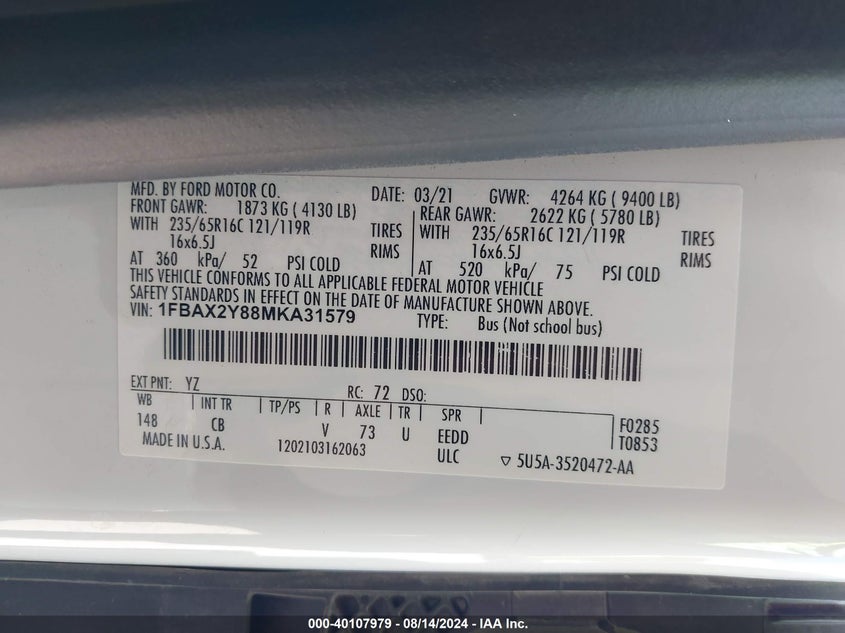 MFD. BY FORD MOTOR CO. DATE: 03/21 GVWR: 4264 KG ( 9400 LB)
FRONT GAWR: 1873 KG ( 4130 LB) REAR GAWR: 2622 KG ( 5780 LB)
WITH 235/65R16C 121/119R TIRES WITH 235/65R16C 121/119R TIRES
16x6.5J RIMS 16x6.5J RIMS
AT 360 kPa/ 52 PSI COLD AT 520 kPa/ 75 PSI COLD
THIS VEHICLE CONFORMS TO ALL APPLICABLE FEDERAL MOTOR VEHICLE
SAFETY STANDARDS IN EFFECT ON THE DATE OF MANUFACTURE SHOWN ABOVE.
VIN: 1FBAX2Y88MKA31579 TYPE: Bus (Not school bus)
EXT PNT: YZ RC: 72 DSO:
WB INT TR TP/PS R AXLE TR SPR F0285
148 CB V 73 U EEDD T0853
MADE IN U.S.A. 1202103162063 ULC ▽ 5U5A-3520472-AA
000-40107979 - 08/14/2024 - IAA Inc.